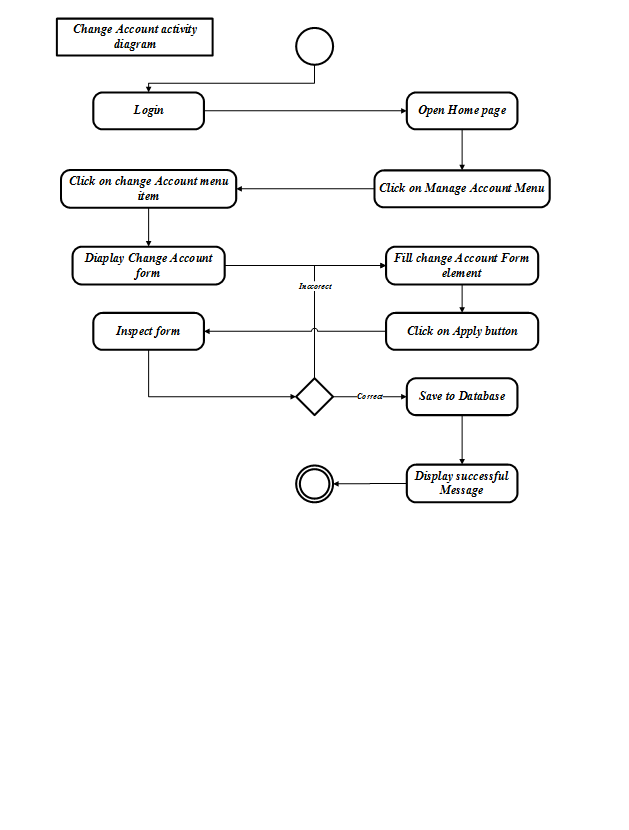 Change Account activity
diagram
Login
Open Home page
Click on change Account menu
item
Click on Manage Account Menu
Diaplay Change Account
form
Fill change Account Form
element
Inccorect
Inspect form
Click on Apply button
Correct
Save to Database
Display successful
Message